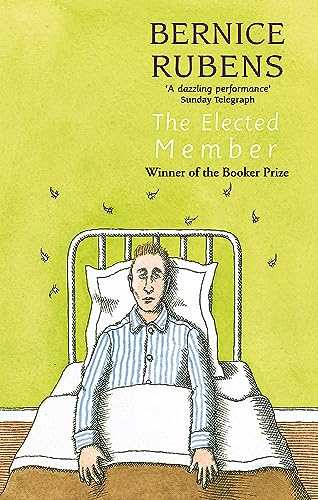 BERNICE
RUBENS
‘A dazzling performance’
Sunday Telegraph
The Elected
Member
Winner of the Booker Prize